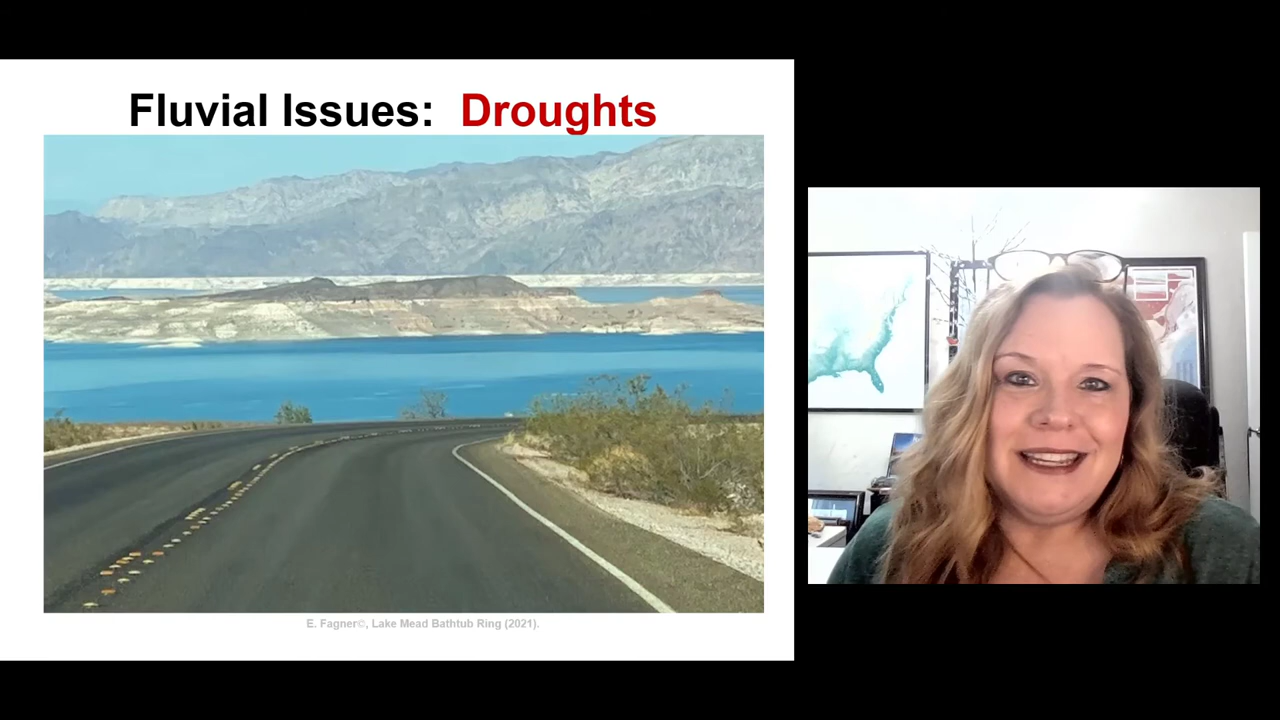 Fluvial Issues: Droughts
E. Fagner©, Lake Mead Bathtub Ring (2021).